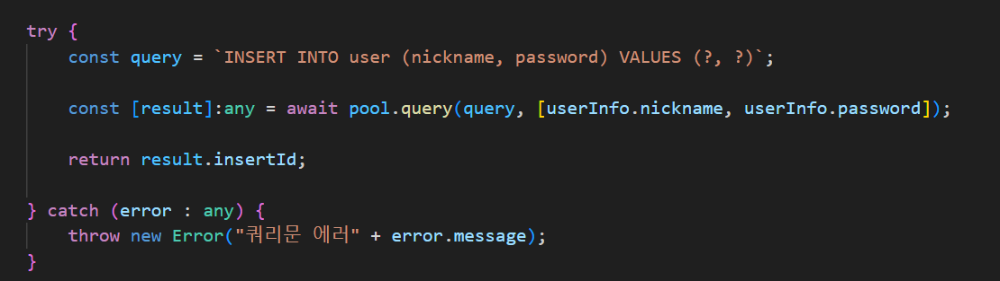 try {
const query = `INSERT INTO user (nickname, password) VALUES (?, ?)`;
const [result]:any = await pool.query(query, [userInfo.nickname, userInfo.password]);
return result.insertId;
} catch (error : any) {
throw new Error("쿼리문 에러" + error.message);
}